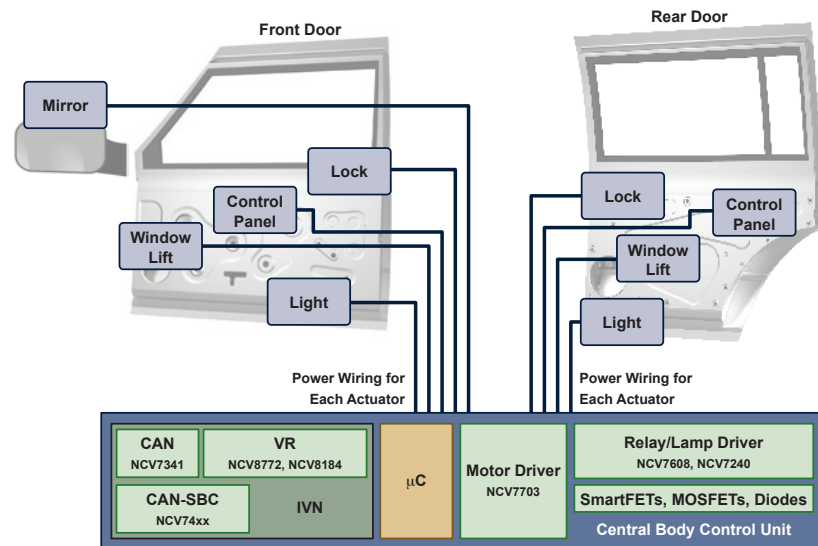 Front Door
Rear Door
Mirror
Lock
Control
Panel
Window
Lift
Light
Lock
Control
Panel
Window
Lift
Light
Power Wiring for
Each Actuator
Power Wiring for
Each Actuator
CAN
NCV7341
VR
NCV8772, NCV8184
CAN-SBC
NCV74xx
IVN
μC
Motor Driver
NCV7703
Relay/Lamp Driver
NCV7608, NCV7240
SmartFETs, MOSFETs, Diodes
Central Body Control Unit